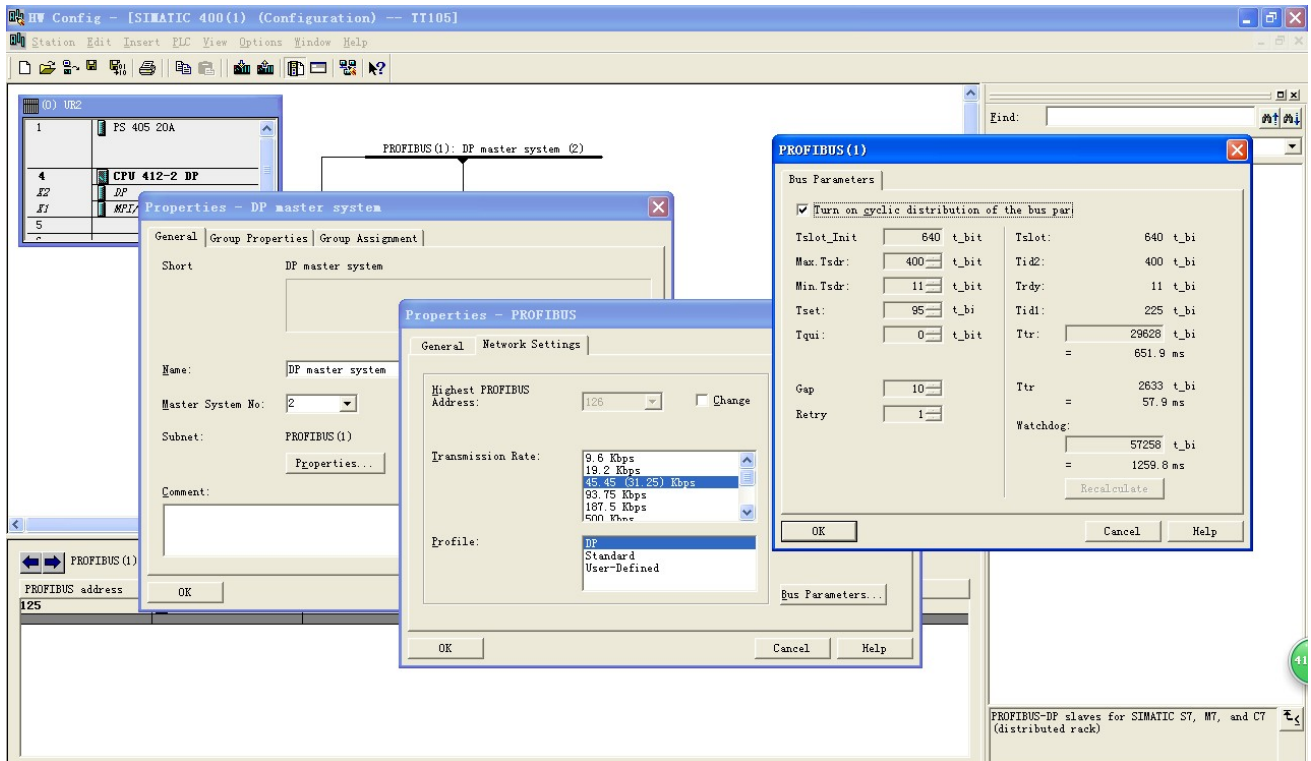 HW Config - [SIMATIC 400(1) (Configuration) -- TT105]
Station Edit Insert PLC View Options Window Help
(0) UR2
1 PS 405 20A
4 CPU 412-2 DP
X2 DP
X1 MPI/
5
PROFIBUS(1): DP master system (2)
Find:
Properties - DP master system
General Group Properties Group Assignment
Short DP master system
Name: DP master system
Master System No: 2
Subnet: PROFIBUS(1)
Properties...
Comment:
OK
Properties - PROFIBUS
General Network Settings
Highest PROFIBUS
Address: 126 Change
Transmission Rate: 9.6 Kbps
19.2 Kbps
45.45 (31.25) Kbps
93.75 Kbps
187.5 Kbps
500 Kbps
Profile: DP
Standard
User-Defined
Bus Parameters...
OK Cancel Help
PROFIBUS(1)
Bus Parameters
Turn on cyclic distribution of the bus par
Tslot_Init 640 t_bit Tslot: 640 t_bi
Max.Tsdr: 400 t_bit Tid2: 400 t_bi
Min.Tsdr: 11 t_bit Trdy: 11 t_bi
Tset: 95 t_bi Tid1: 225 t_bi
Tqui: 0 t_bit Ttr: 29628 t_bi
= 651.9 ms
Gap 10 Ttr 2633 t_bi
= 57.9 ms
Retry 1
Watchdog:
57258 t_bi
= 1259.8 ms
Recalculate
OK Cancel Help
PROFIBUS(1)
PROFIBUS address
125
41
PROFIBUS-DP slaves for SIMATIC S7, M7, and C7
(distributed rack)